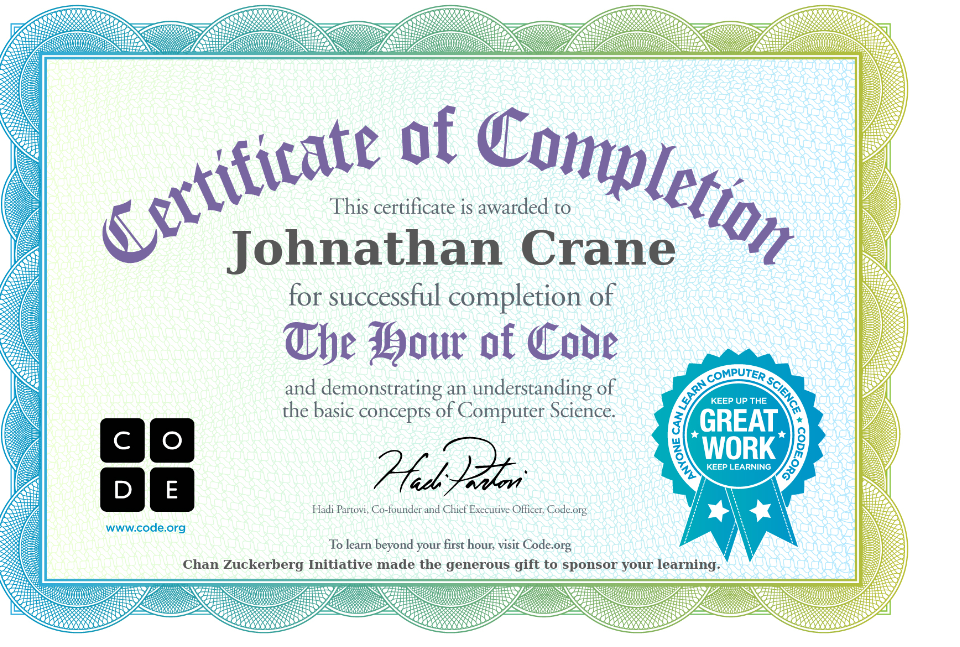 Certificate of Completion
This certificate is awarded to
Johnathan Crane
for successful completion of
The Hour of Code
and demonstrating an understanding of
the basic concepts of Computer Science.
Hadi Partovi
Hadi Partovi, Co-founder and Chief Executive Officer, Code.org
To learn beyond your first hour, visit Code.org
Chan Zuckerberg Initiative made the generous gift to sponsor your learning.
C O
D E
www.code.org
ANYONE CAN LEARN COMPUTER SCIENCE ★ CODE.ORG
KEEP UP THE
GREAT
WORK
KEEP LEARNING